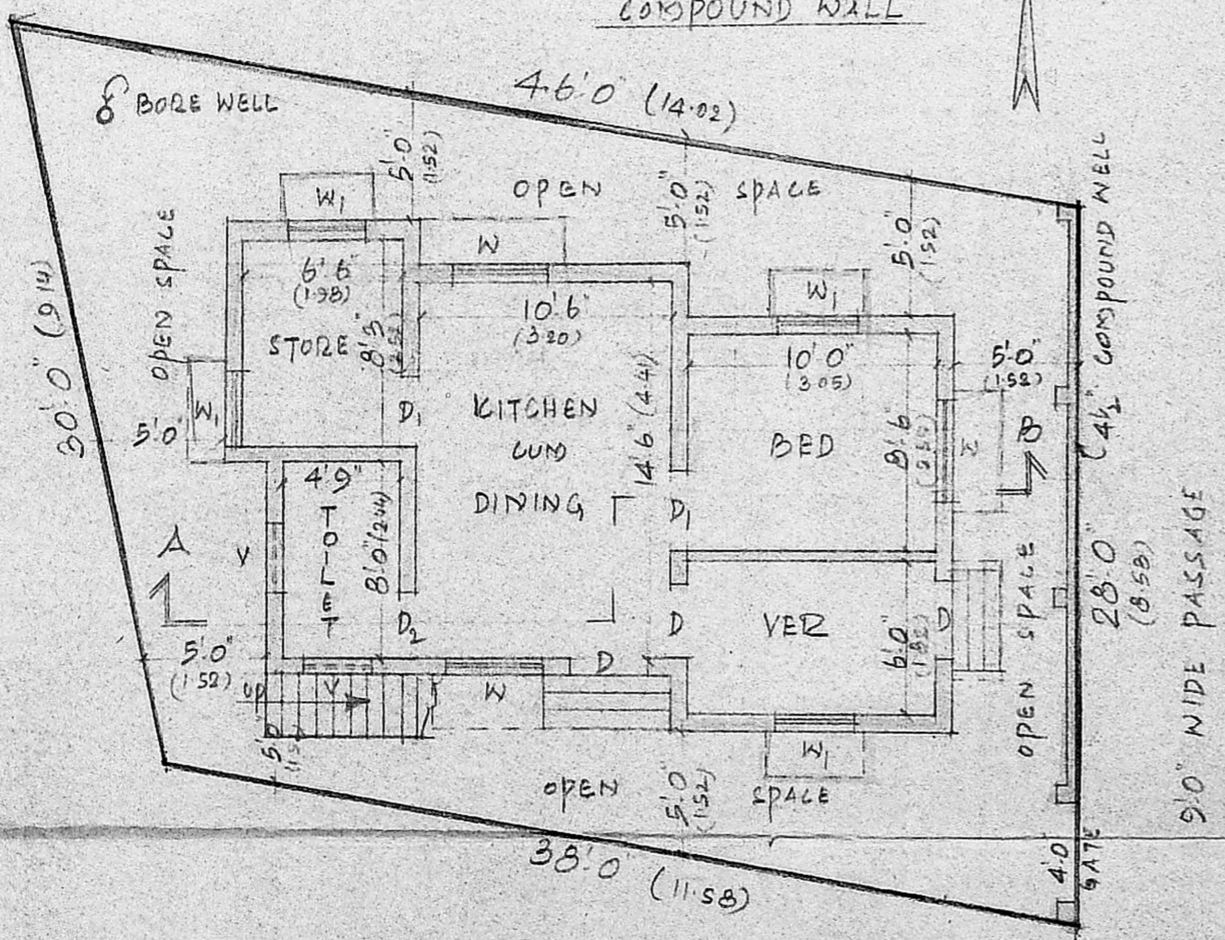 COMPOUND WALL
46'.0" (14.02)
BORE WELL
5'.0"
(1.52)
OPEN SPACE
5'.0"
(1.52)
5'.0"
(1.52)
W1
W
W1
OPEN SPACE
30'.0" (9.14)
6'.6"
(1.98)
STORE
8'.3"
10'.6"
(3.20)
KITCHEN
CUM
DINING
14'.6" (4.41)
10'.0"
(3.05)
BED
8'.6"
5'.0"
(1.52)
W1
5'.0"
D1
D1
W
B
(4½" COMPOUND WELL
28'.0"
(8.53)
9'.0" WIDE PASSAGE
4'.9"
TOILET
8'.0" (2.44)
A
V
D2
D
VER
6'.0"
D
OPEN SPACE
5'.0"
(1.52)
UP
V
W
D
W1
5'.0"
OPEN SPACE
5'.0"
(1.52)
38'.0" (11.58)
4'.0"
GATE